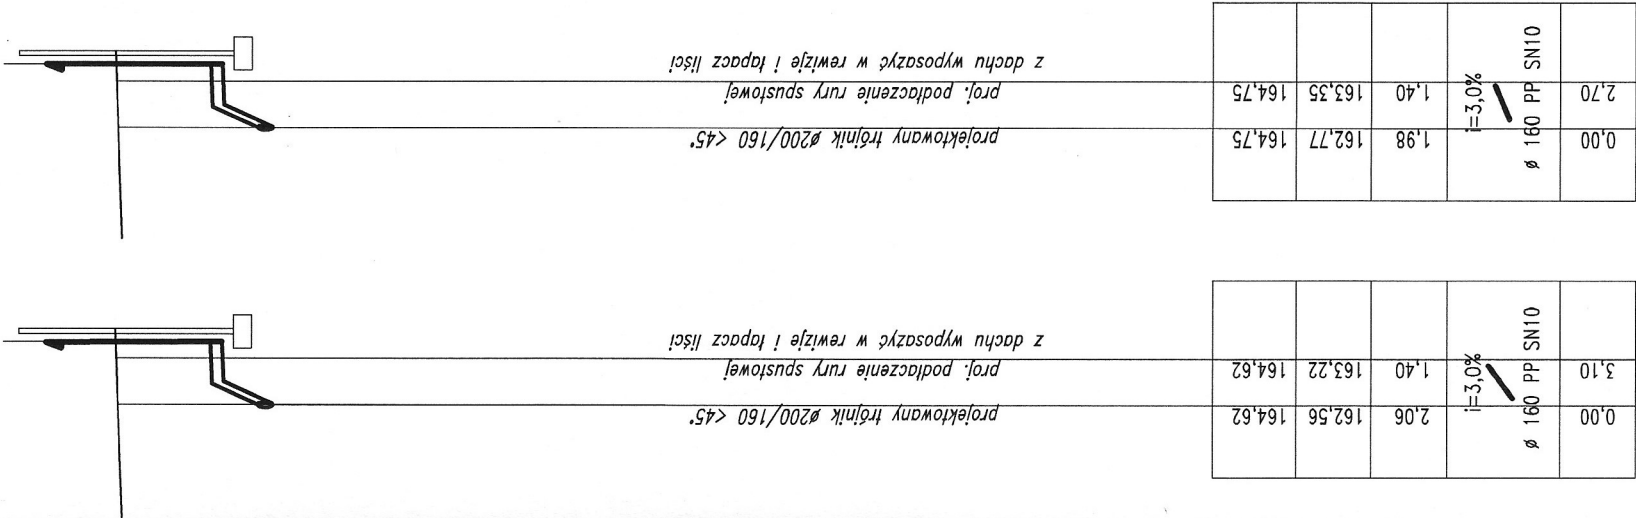 z dachu wyposażyć w rewizje i łapacz liści
proj. podłączenie rury spustowej
projektowany trójnik ø200/160 <45°
164,75 163,35 1,40 2,70
164,75 162,77 1,98 0,00
i=3,0%
ø 160 PP SN10
z dachu wyposażyć w rewizje i łapacz liści
proj. podłączenie rury spustowej
projektowany trójnik ø200/160 <45°
164,62 163,22 1,40 3,10
164,62 162,56 2,06 0,00
i=3,0%
ø 160 PP SN10